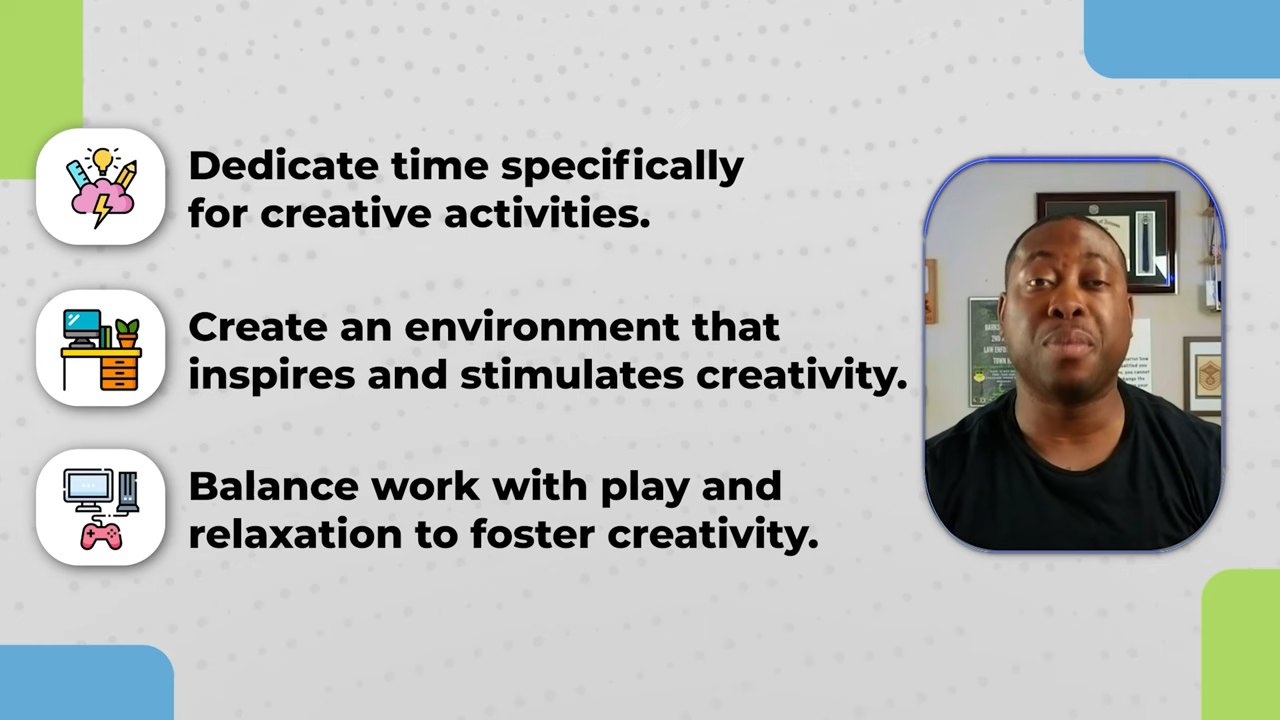 Dedicate time specifically
for creative activities.
Create an environment that
inspires and stimulates creativity.
Balance work with play and
relaxation to foster creativity.